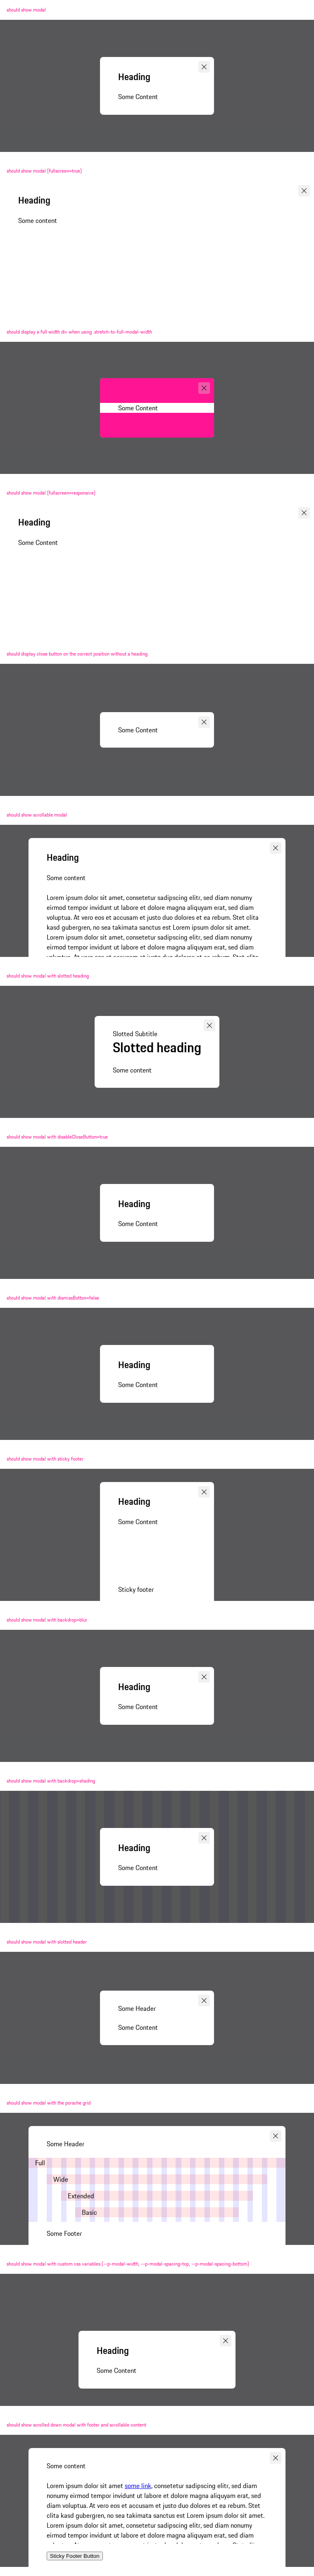 should show modal
Heading
Some Content
should show modal [fullscreen=true]
Heading
Some content
should display a full width div when using .stretch-to-full-modal-width
Some Content
should show modal [fullscreen=responsive]
Heading
Some Content
should display close button on the correct position without a heading
Some Content
should show scrollable modal
Heading
Some content
Lorem ipsum dolor sit amet, consetetur sadipscing elitr, sed diam nonumy
eirmod tempor invidunt ut labore et dolore magna aliquyam erat, sed diam
voluptua. At vero eos et accusam et justo duo dolores et ea rebum. Stet clita
kasd gubergren, no sea takimata sanctus est Lorem ipsum dolor sit amet.
Lorem ipsum dolor sit amet, consetetur sadipscing elitr, sed diam nonumy
eirmod tempor invidunt ut labore et dolore magna aliquyam erat, sed diam
voluptua. At vero eos et accusam et justo duo dolores et ea rebum. Stet clita
should show modal with slotted heading
Slotted Subtitle
Slotted heading
Some content
should show modal with disableCloseButton=true
Heading
Some Content
should show modal with dismissButton=false
Heading
Some Content
should show modal with sticky footer
Heading
Some Content
Sticky footer
should show modal with backdrop=blur
Heading
Some Content
should show modal with backdrop=shading
Heading
Some Content
should show modal with slotted header
Some Header
Some Content
should show modal with the porsche grid
Some Header
Full
Wide
Extended
Basic
Some Footer
should show modal with custom css variables (--p-modal-width, --p-modal-spacing-top, --p-modal-spacing-bottom)
Heading
Some Content
should show scrolled down modal with footer and scrollable content
Some content
Lorem ipsum dolor sit amet some link, consetetur sadipscing elitr, sed diam
nonumy eirmod tempor invidunt ut labore et dolore magna aliquyam erat, sed
diam voluptua. At vero eos et accusam et justo duo dolores et ea rebum. Stet
clita kasd gubergren, no sea takimata sanctus est Lorem ipsum dolor sit amet.
Lorem ipsum dolor sit amet, consetetur sadipscing elitr, sed diam nonumy
eirmod tempor invidunt ut labore et dolore magna aliquyam erat, sed diam
Sticky Footer Button